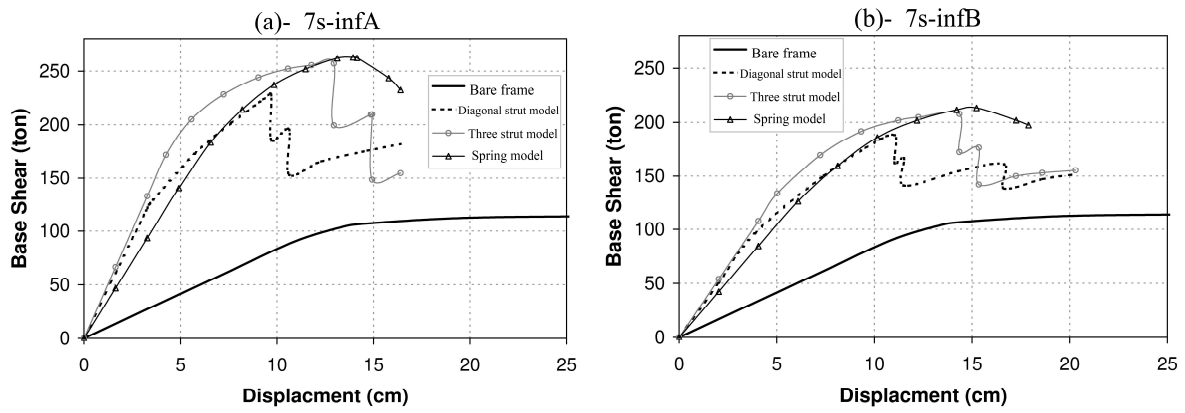 (a)- 7s-infA
Base Shear (ton)
250
200
150
100
50
0
0 5 10 15 20 25
Displacment (cm)
Bare frame
Diagonal strut model
Three strut model
Spring model
(b)- 7s-infB
Base Shear (ton)
250
200
150
100
50
0
0 5 10 15 20 25
Displacment (cm)
Bare frame
Diagonal strut model
Three strut model
Spring model